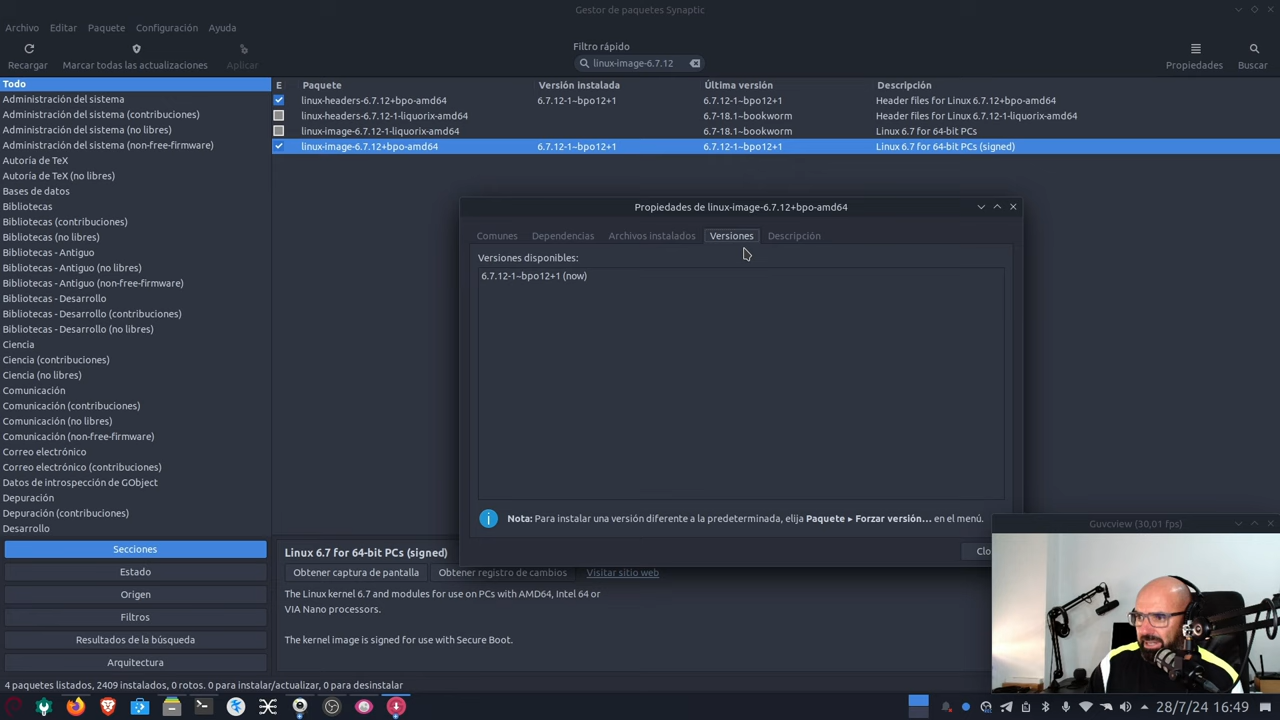 Gestor de paquetes Synaptic
Archivo Editar Paquete Configuración Ayuda
Recargar Marcar todas las actualizaciones Aplicar
Filtro rápido
linux-image-6.7.12
Propiedades Buscar
E Paquete Versión instalada Última versión Descripción
linux-headers-6.7.12+bpo-amd64 6.7.12-1~bpo12+1 6.7.12-1~bpo12+1 Header files for Linux 6.7.12+bpo-amd64
linux-headers-6.7.12-1-liquorix-amd64 6.7-18.1~bookworm Header files for Linux 6.7.12-1-liquorix-amd64
linux-image-6.7.12-1-liquorix-amd64 6.7-18.1~bookworm Linux 6.7 for 64-bit PCs
linux-image-6.7.12+bpo-amd64 6.7.12-1~bpo12+1 6.7.12-1~bpo12+1 Linux 6.7 for 64-bit PCs (signed)
Todo
Administración del sistema
Administración del sistema (contribuciones)
Administración del sistema (no libres)
Administración del sistema (non-free-firmware)
Autoría de TeX
Autoría de TeX (no libres)
Bases de datos
Bibliotecas
Bibliotecas (contribuciones)
Bibliotecas (no libres)
Bibliotecas - Antiguo
Bibliotecas - Antiguo (no libres)
Bibliotecas - Antiguo (non-free-firmware)
Bibliotecas - Desarrollo
Bibliotecas - Desarrollo (contribuciones)
Bibliotecas - Desarrollo (no libres)
Ciencia
Ciencia (contribuciones)
Ciencia (no libres)
Comunicación
Comunicación (contribuciones)
Comunicación (no libres)
Comunicación (non-free-firmware)
Correo electrónico
Correo electrónico (contribuciones)
Datos de introspección de GObject
Depuración
Depuración (contribuciones)
Desarrollo
Secciones
Estado
Origen
Filtros
Resultados de la búsqueda
Arquitectura
Propiedades de linux-image-6.7.12+bpo-amd64
Comunes Dependencias Archivos instalados Versiones Descripción
Versiones disponibles:
6.7.12-1~bpo12+1 (now)
Nota: Para instalar una versión diferente a la predeterminada, elija Paquete ▸ Forzar versión... en el menú.
Clo
Linux 6.7 for 64-bit PCs (signed)
Obtener captura de pantalla Obtener registro de cambios Visitar sitio web
The Linux kernel 6.7 and modules for use on PCs with AMD64, Intel 64 or
VIA Nano processors.
The kernel image is signed for use with Secure Boot.
Guvcview (30,01 fps)
4 paquetes listados, 2409 instalados, 0 rotos. 0 para instalar/actualizar, 0 para desinstalar
28/7/24 16:49